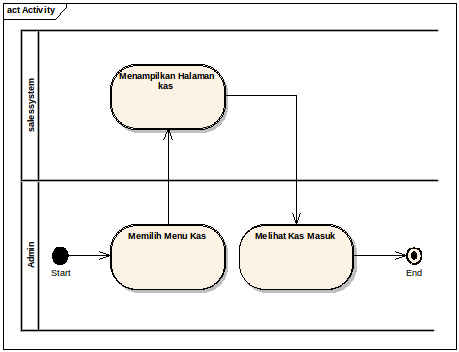 act Activity
salessystem
Menampilkan Halaman
kas
Admin
Start
Memilih Menu Kas
Melihat Kas Masuk
End